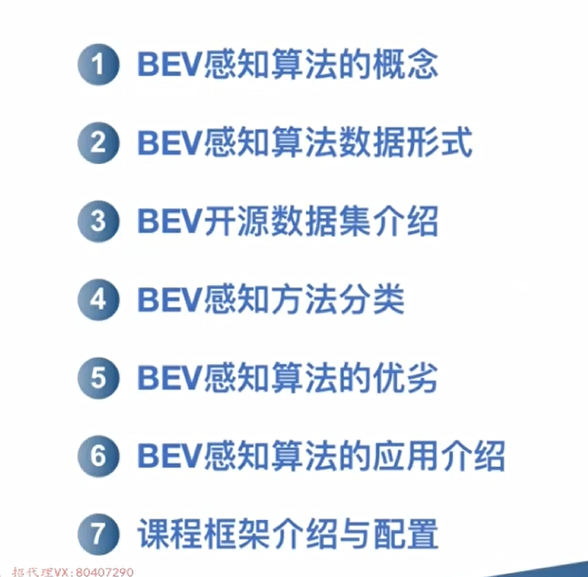 1 BEV感知算法的概念
2 BEV感知算法数据形式
3 BEV开源数据集介绍
4 BEV感知方法分类
5 BEV感知算法的优劣
6 BEV感知算法的应用介绍
7 课程框架介绍与配置
招代理VX:80407290